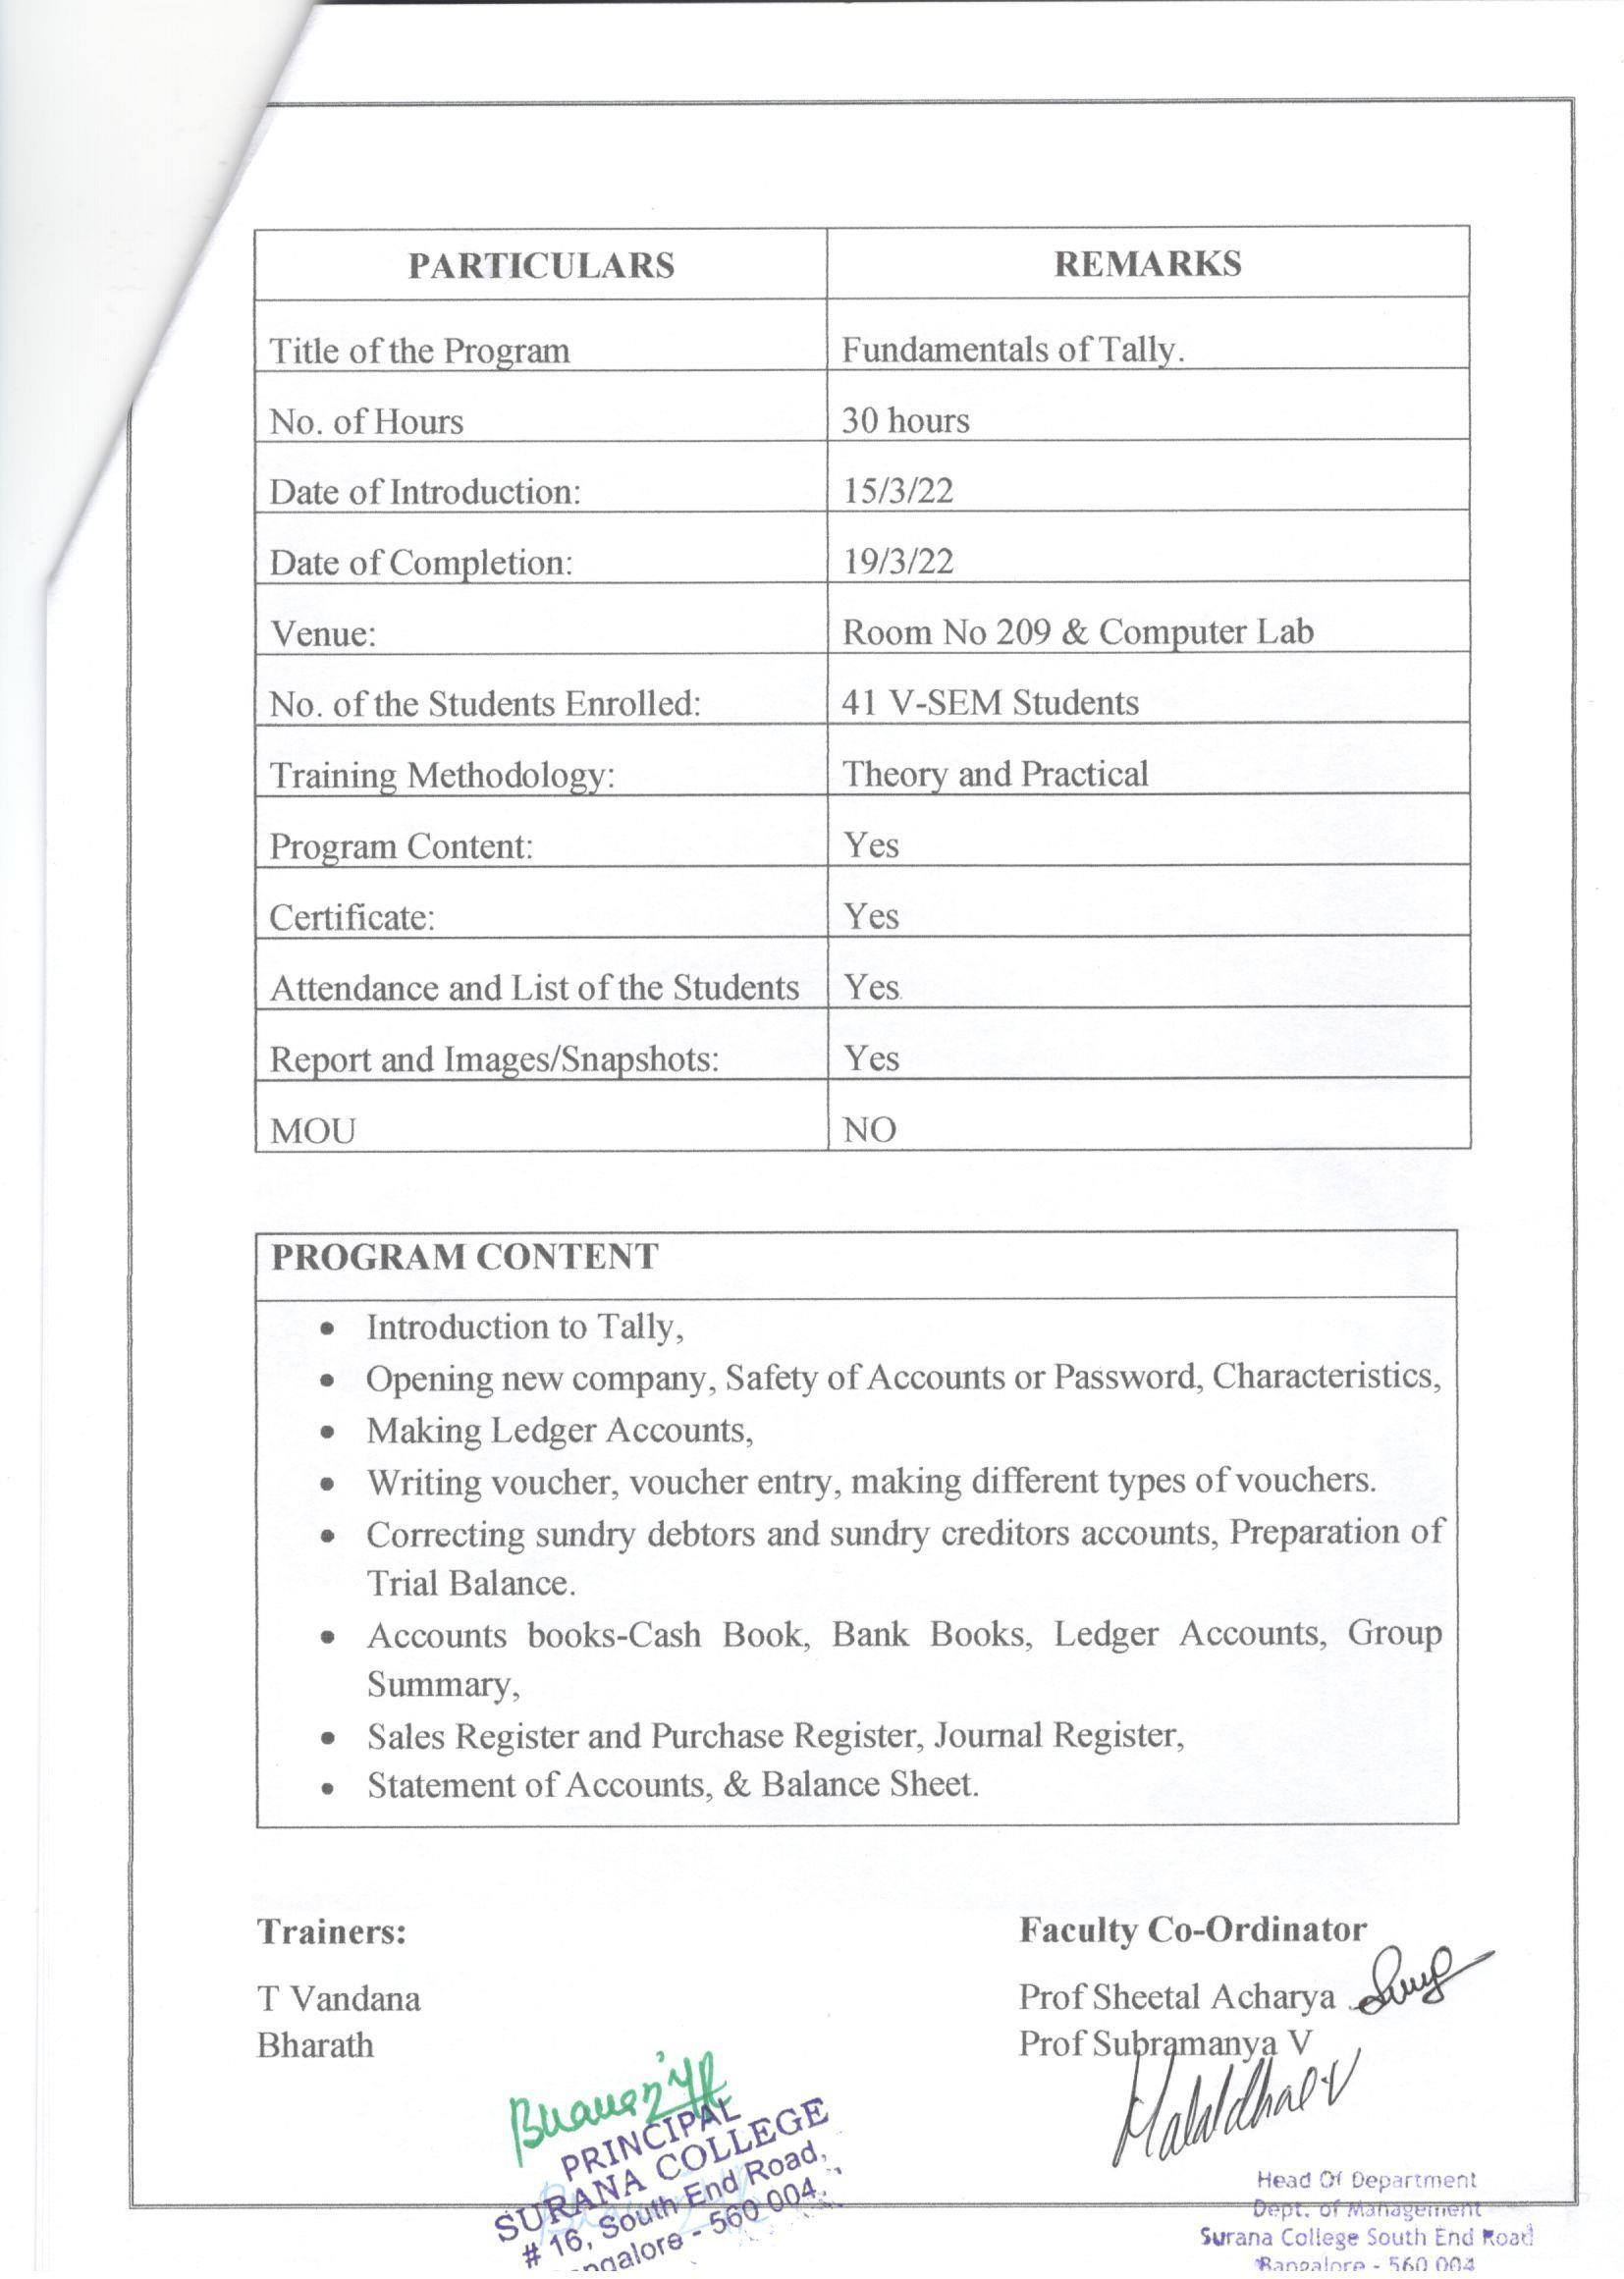 PARTICULARS REMARKS
Title of the Program Fundamentals of Tally.
No. of Hours 30 hours
Date of Introduction: 15/3/22
Date of Completion: 19/3/22
Venue: Room No 209 & Computer Lab
No. of the Students Enrolled: 41 V-SEM Students
Training Methodology: Theory and Practical
Program Content: Yes
Certificate: Yes
Attendance and List of the Students Yes
Report and Images/Snapshots: Yes
MOU NO
PROGRAM CONTENT
• Introduction to Tally,
• Opening new company, Safety of Accounts or Password, Characteristics,
• Making Ledger Accounts,
• Writing voucher, voucher entry, making different types of vouchers.
• Correcting sundry debtors and sundry creditors accounts, Preparation of
Trial Balance.
• Accounts books-Cash Book, Bank Books, Ledger Accounts, Group
Summary,
• Sales Register and Purchase Register, Journal Register,
• Statement of Accounts, & Balance Sheet.
Trainers:
T Vandana
Bharath
Faculty Co-Ordinator
Prof Sheetal Acharya
Prof Subramanya V
PRINCIPAL
SURANA COLLEGE
# 16, South End Road,
ngalore - 560 004.
Head Of Department
Dept. of Management
Surana College South End Road
Bangalore - 560 004